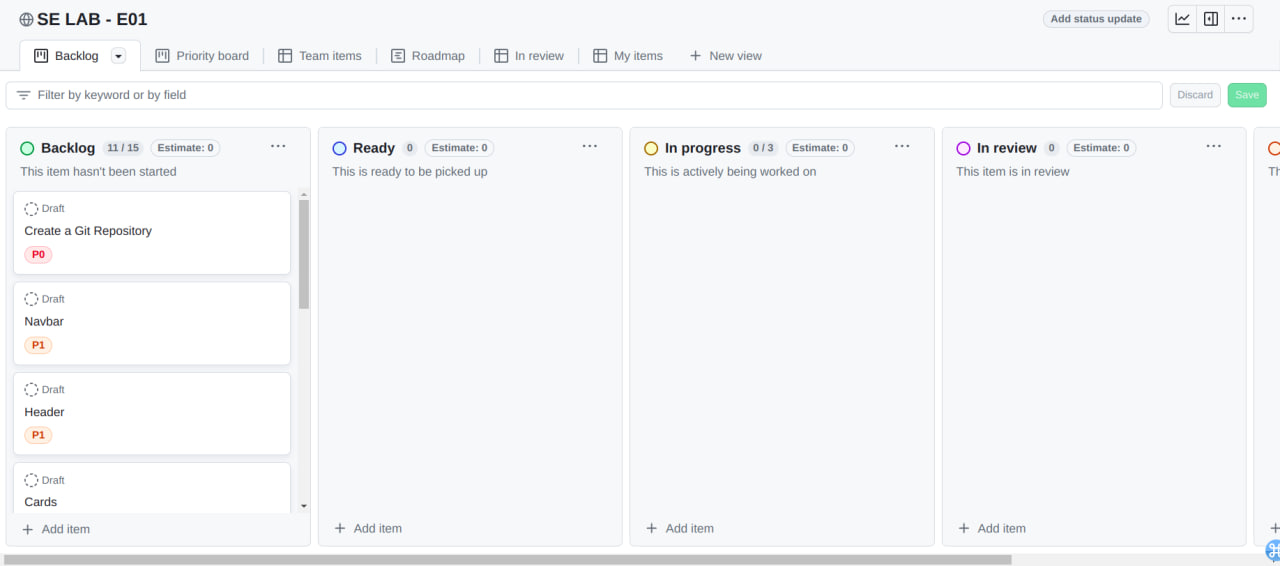 SE LAB - E01
Add status update
Backlog
Priority board
Team items
Roadmap
In review
My items
New view
Filter by keyword or by field
Discard
Save
Backlog 11 / 15 Estimate: 0
This item hasn't been started
Draft
Create a Git Repository
P0
Draft
Navbar
P1
Draft
Header
P1
Draft
Cards
Add item
Ready 0 Estimate: 0
This is ready to be picked up
Add item
In progress 0 / 3 Estimate: 0
This is actively being worked on
Add item
In review 0 Estimate: 0
This item is in review
Add item